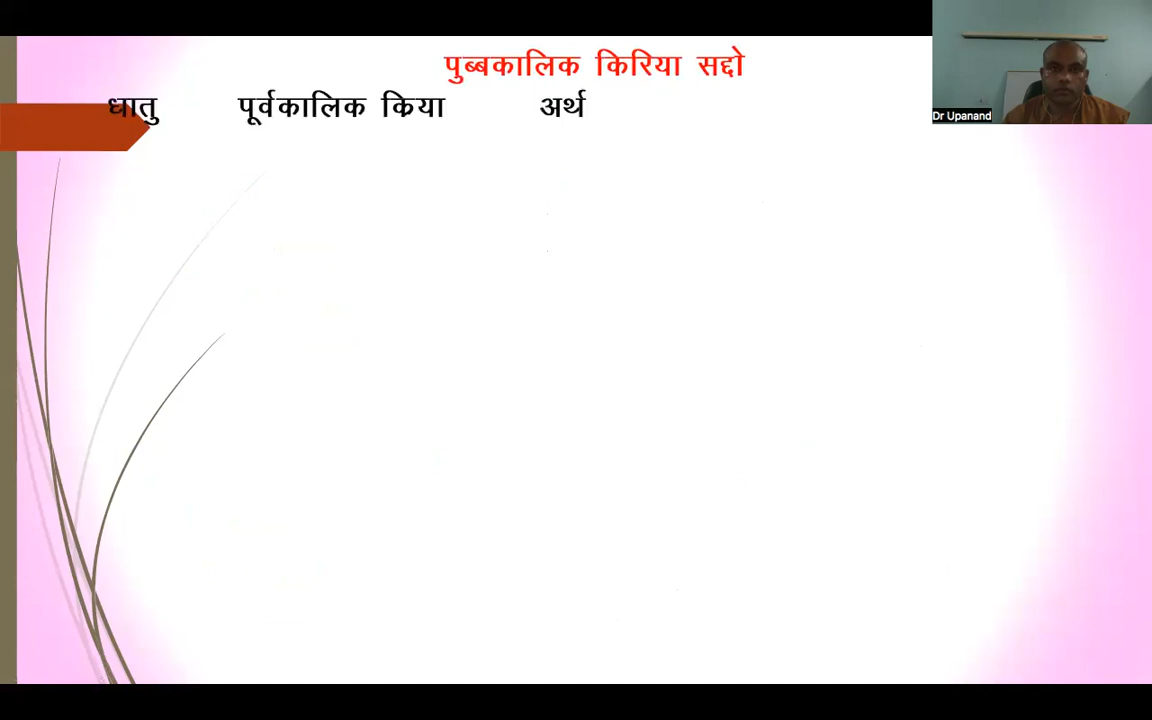 पुब्बकालिक किरिया सद्दो
धातु पूर्वकालिक क्रिया अर्थ
Dr Upanand